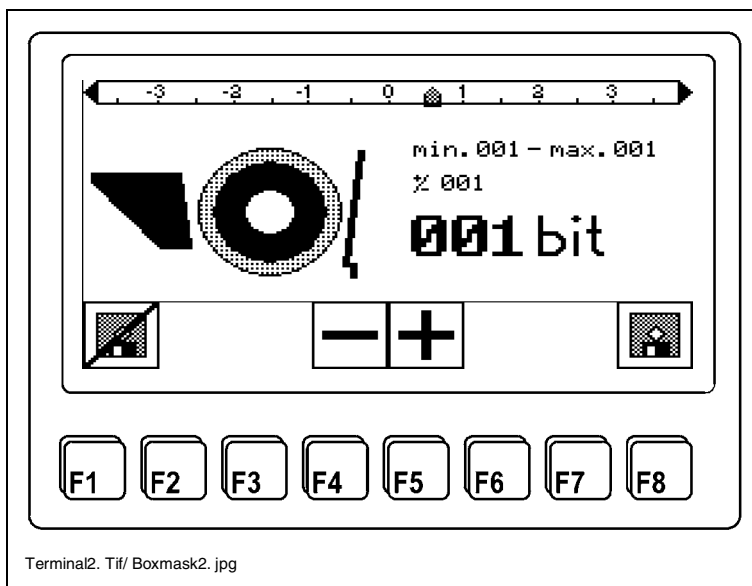 -3 -2 -1 0 1 2 3
min. 001 - max. 001
+/- 001
001 bit
F1 F2 F3 F4 F5 F6 F7 F8
Terminal2. Tif/ Boxmask2. jpg